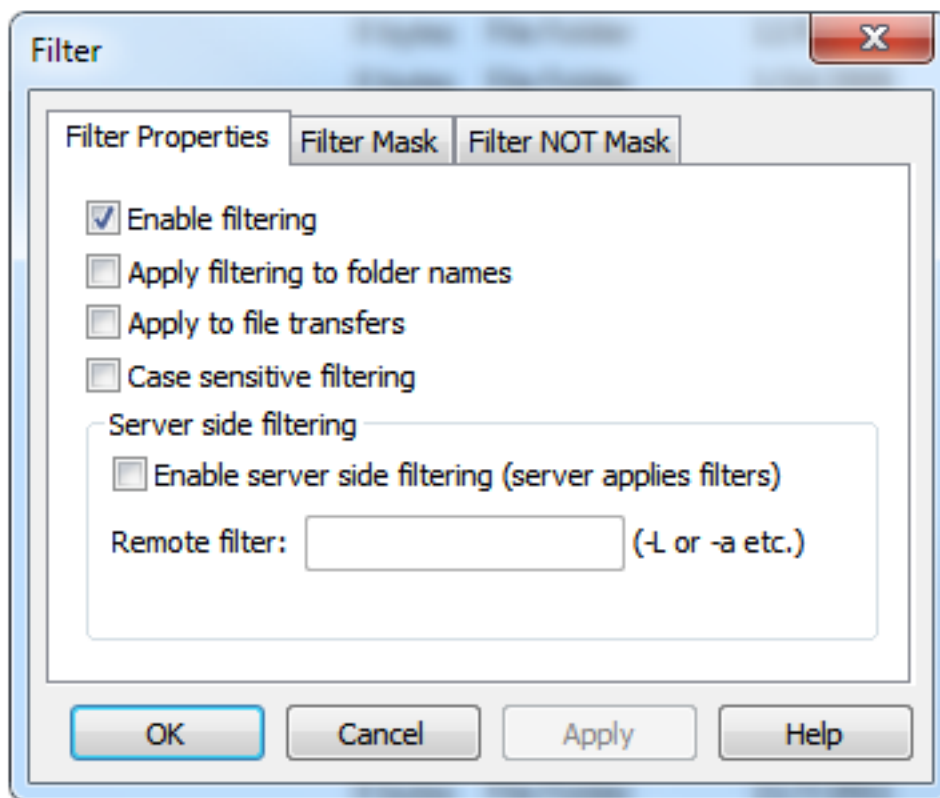 Filter
Filter Properties Filter Mask Filter NOT Mask
Enable filtering
Apply filtering to folder names
Apply to file transfers
Case sensitive filtering
Server side filtering
Enable server side filtering (server applies filters)
Remote filter: (-L or -a etc.)
OK Cancel Apply Help